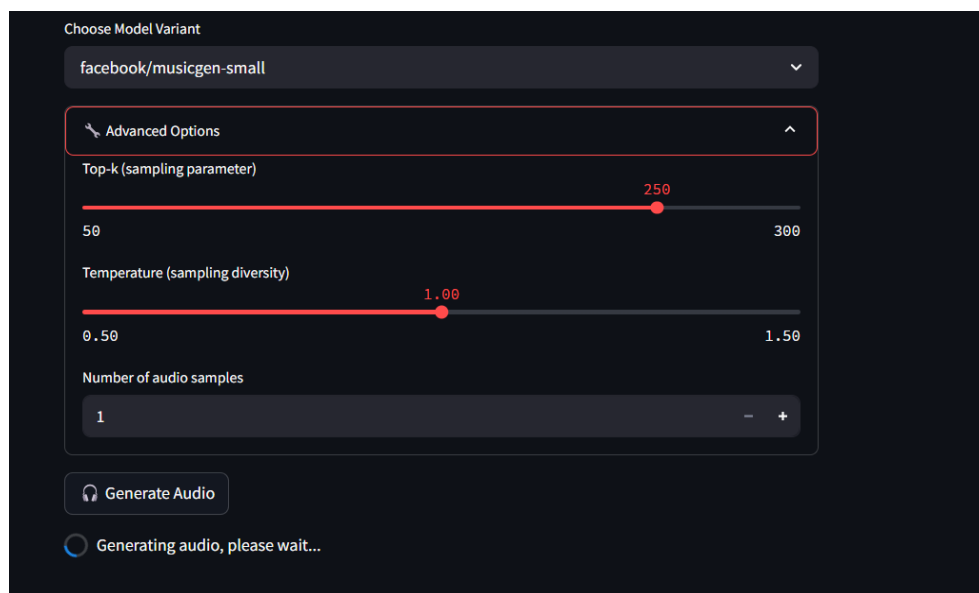 Choose Model Variant
facebook/musicgen-small
Advanced Options
Top-k (sampling parameter)
250
50 300
Temperature (sampling diversity)
1.00
0.50 1.50
Number of audio samples
1 − +
Generate Audio
Generating audio, please wait...